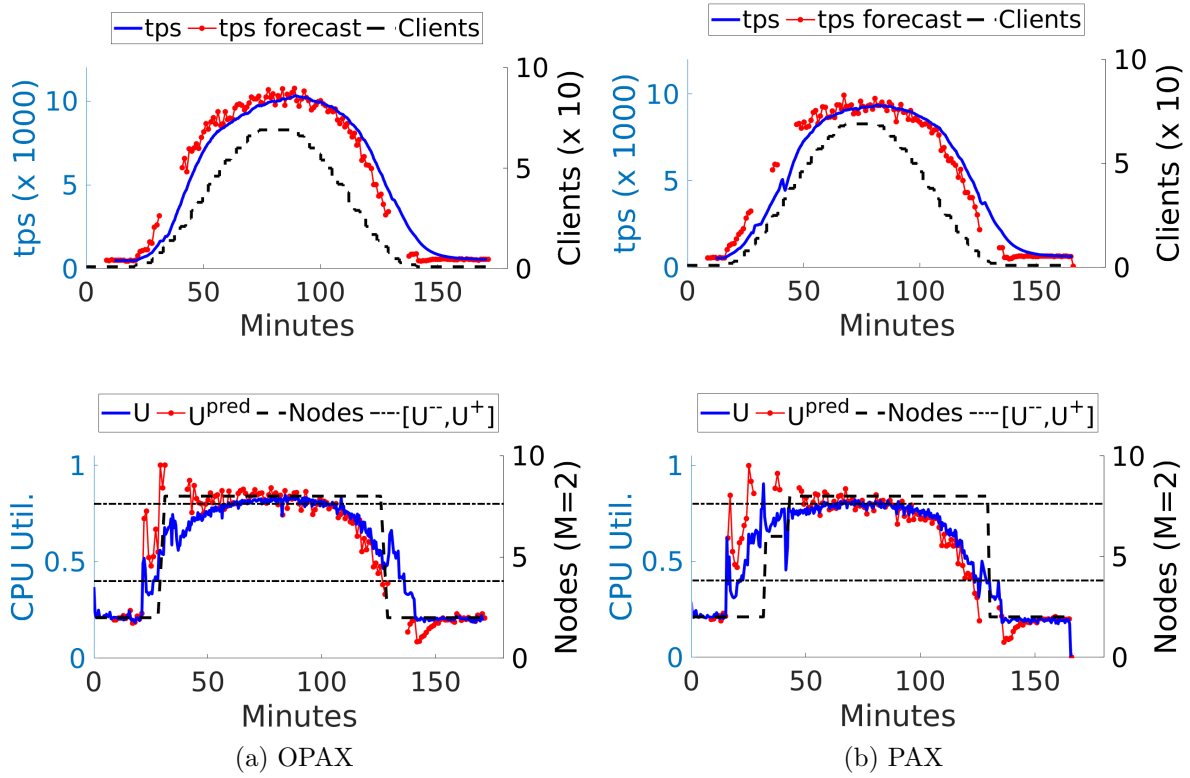 tps tps forecast Clients
tps (x 1000)
10
5
0
Clients (x 10)
10
5
0
0 50 100 150
Minutes
tps tps forecast Clients
tps (x 1000)
10
5
0
Clients (x 10)
10
5
0
0 50 100 150
Minutes
U U^pred Nodes [U^--,U^+]
CPU Util.
1
0.5
0
Nodes (M=2)
10
5
0
0 50 100 150
Minutes
(a) OPAX
U U^pred Nodes [U^--,U^+]
CPU Util.
1
0.5
0
Nodes (M=2)
10
5
0
0 50 100 150
Minutes
(b) PAX